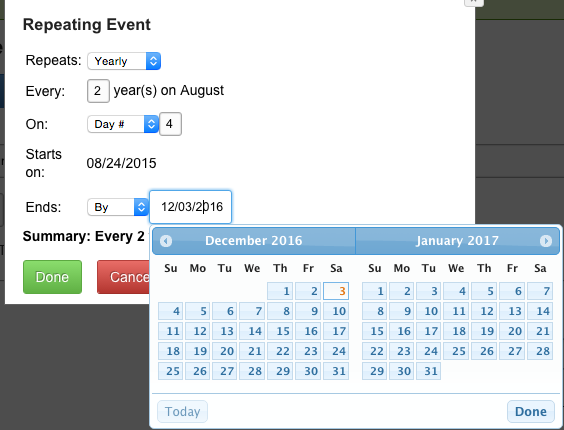 Repeating Event
Repeats: Yearly
Every: 2 year(s) on August
On: Day # 4
Starts
on: 08/24/2015
Ends: By 12/03/2016
Summary: Every 2
Done
December 2016
Su Mo Tu We Th Fr Sa
1 2 3
4 5 6 7 8 9 10
11 12 13 14 15 16 17
18 19 20 21 22 23 24
25 26 27 28 29 30 31
January 2017
Su Mo Tu We Th Fr Sa
1 2 3 4 5 6 7
8 9 10 11 12 13 14
15 16 17 18 19 20 21
22 23 24 25 26 27 28
29 30 31
Today Done